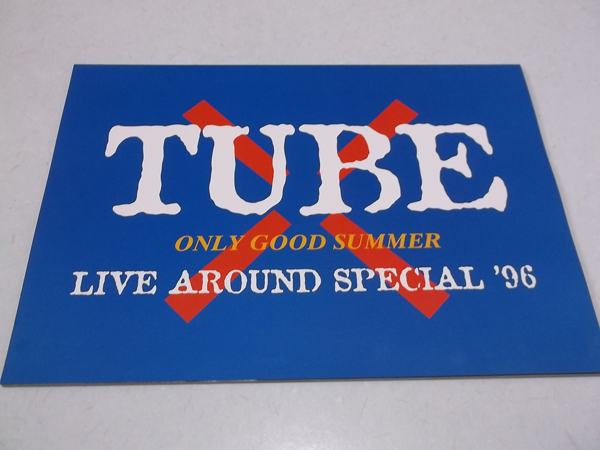 TUBE
ONLY GOOD SUMMER
LIVE AROUND SPECIAL '96